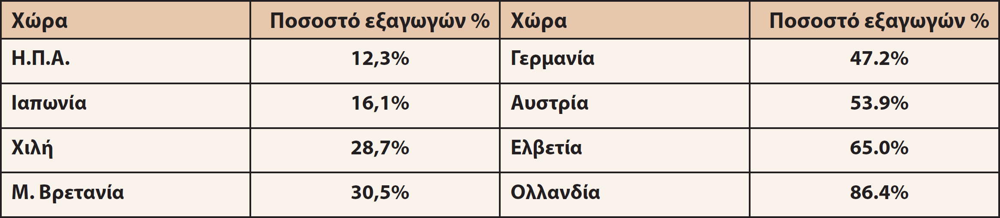 Χώρα Ποσοστό εξαγωγών % Χώρα Ποσοστό εξαγωγών %
Η.Π.Α. 12,3% Γερμανία 47.2%
Ιαπωνία 16,1% Αυστρία 53.9%
Χιλή 28,7% Ελβετία 65.0%
Μ. Βρετανία 30,5% Ολλανδία 86.4%